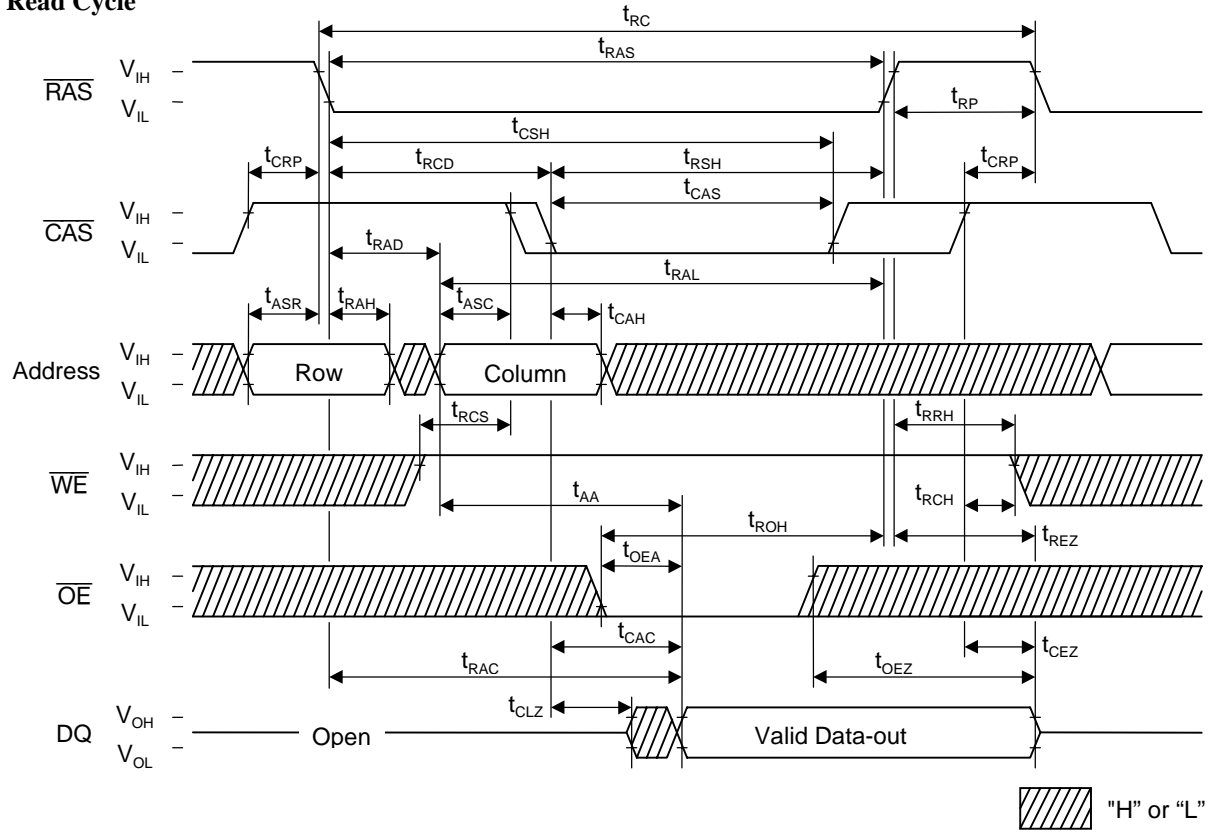 Read Cycle
tRC
tRAS
RAS
VIH
VIL
tRP
tCSH
tCRP
tRCD
tRSH
tCRP
tCAS
CAS
VIH
VIL
tRAD
tRAL
tASR
tRAH
tASC
tCAH
Address
VIH
VIL
Row
Column
tRCS
tRRH
WE
VIH
VIL
tAA
tRCH
tROH
tREZ
tOEA
OE
VIH
VIL
tCAC
tCEZ
tRAC
tOEZ
tCLZ
DQ
VOH
VOL
Open
Valid Data-out
"H” or “L”